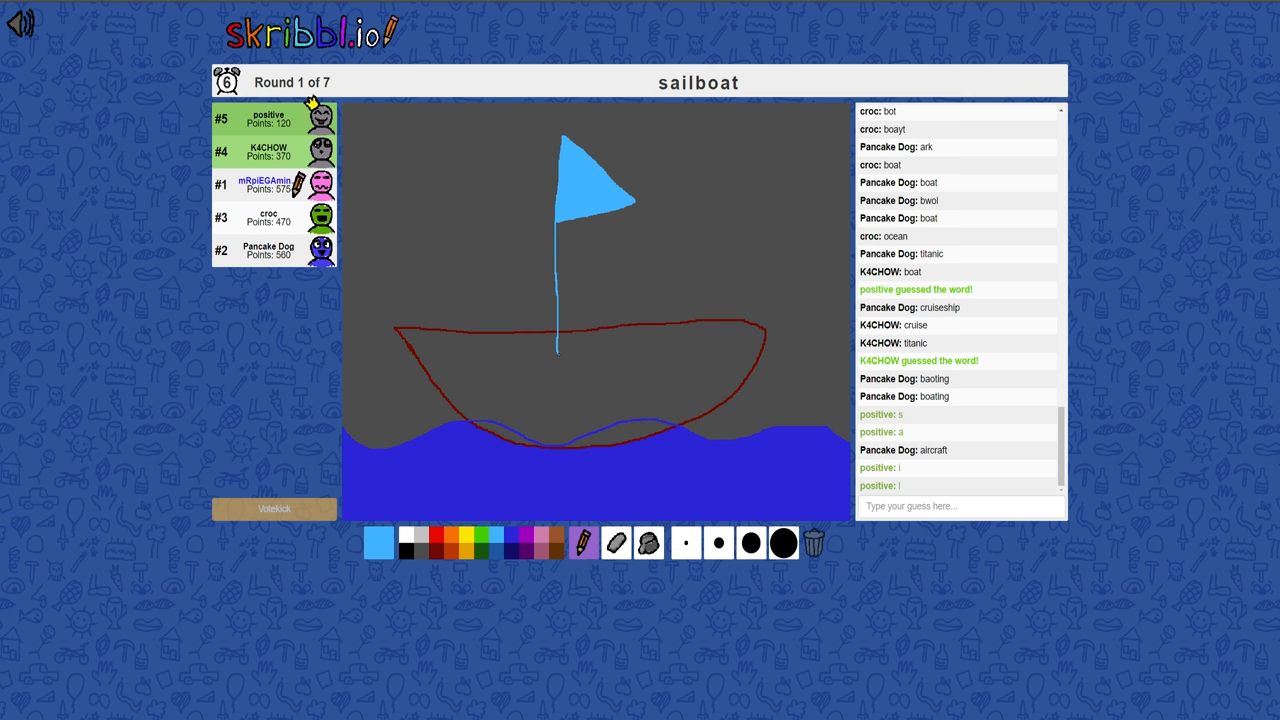 skribbl.io
6
Round 1 of 7
sailboat
#5
positive
Points: 120
#4
K4CHOW
Points: 370
#1
mRpiEGAmin
Points: 575
#3
croc
Points: 470
#2
Pancake Dog
Points: 560
Votekick
croc: bot
croc: boayt
Pancake Dog: ark
croc: boat
Pancake Dog: boat
Pancake Dog: bwol
Pancake Dog: boat
croc: ocean
Pancake Dog: titanic
K4CHOW: boat
positive guessed the word!
Pancake Dog: cruiseship
K4CHOW: cruise
K4CHOW: titanic
K4CHOW guessed the word!
Pancake Dog: baoting
Pancake Dog: boating
positive: s
positive: a
Pancake Dog: aircraft
positive: i
positive: l
Type your guess here...